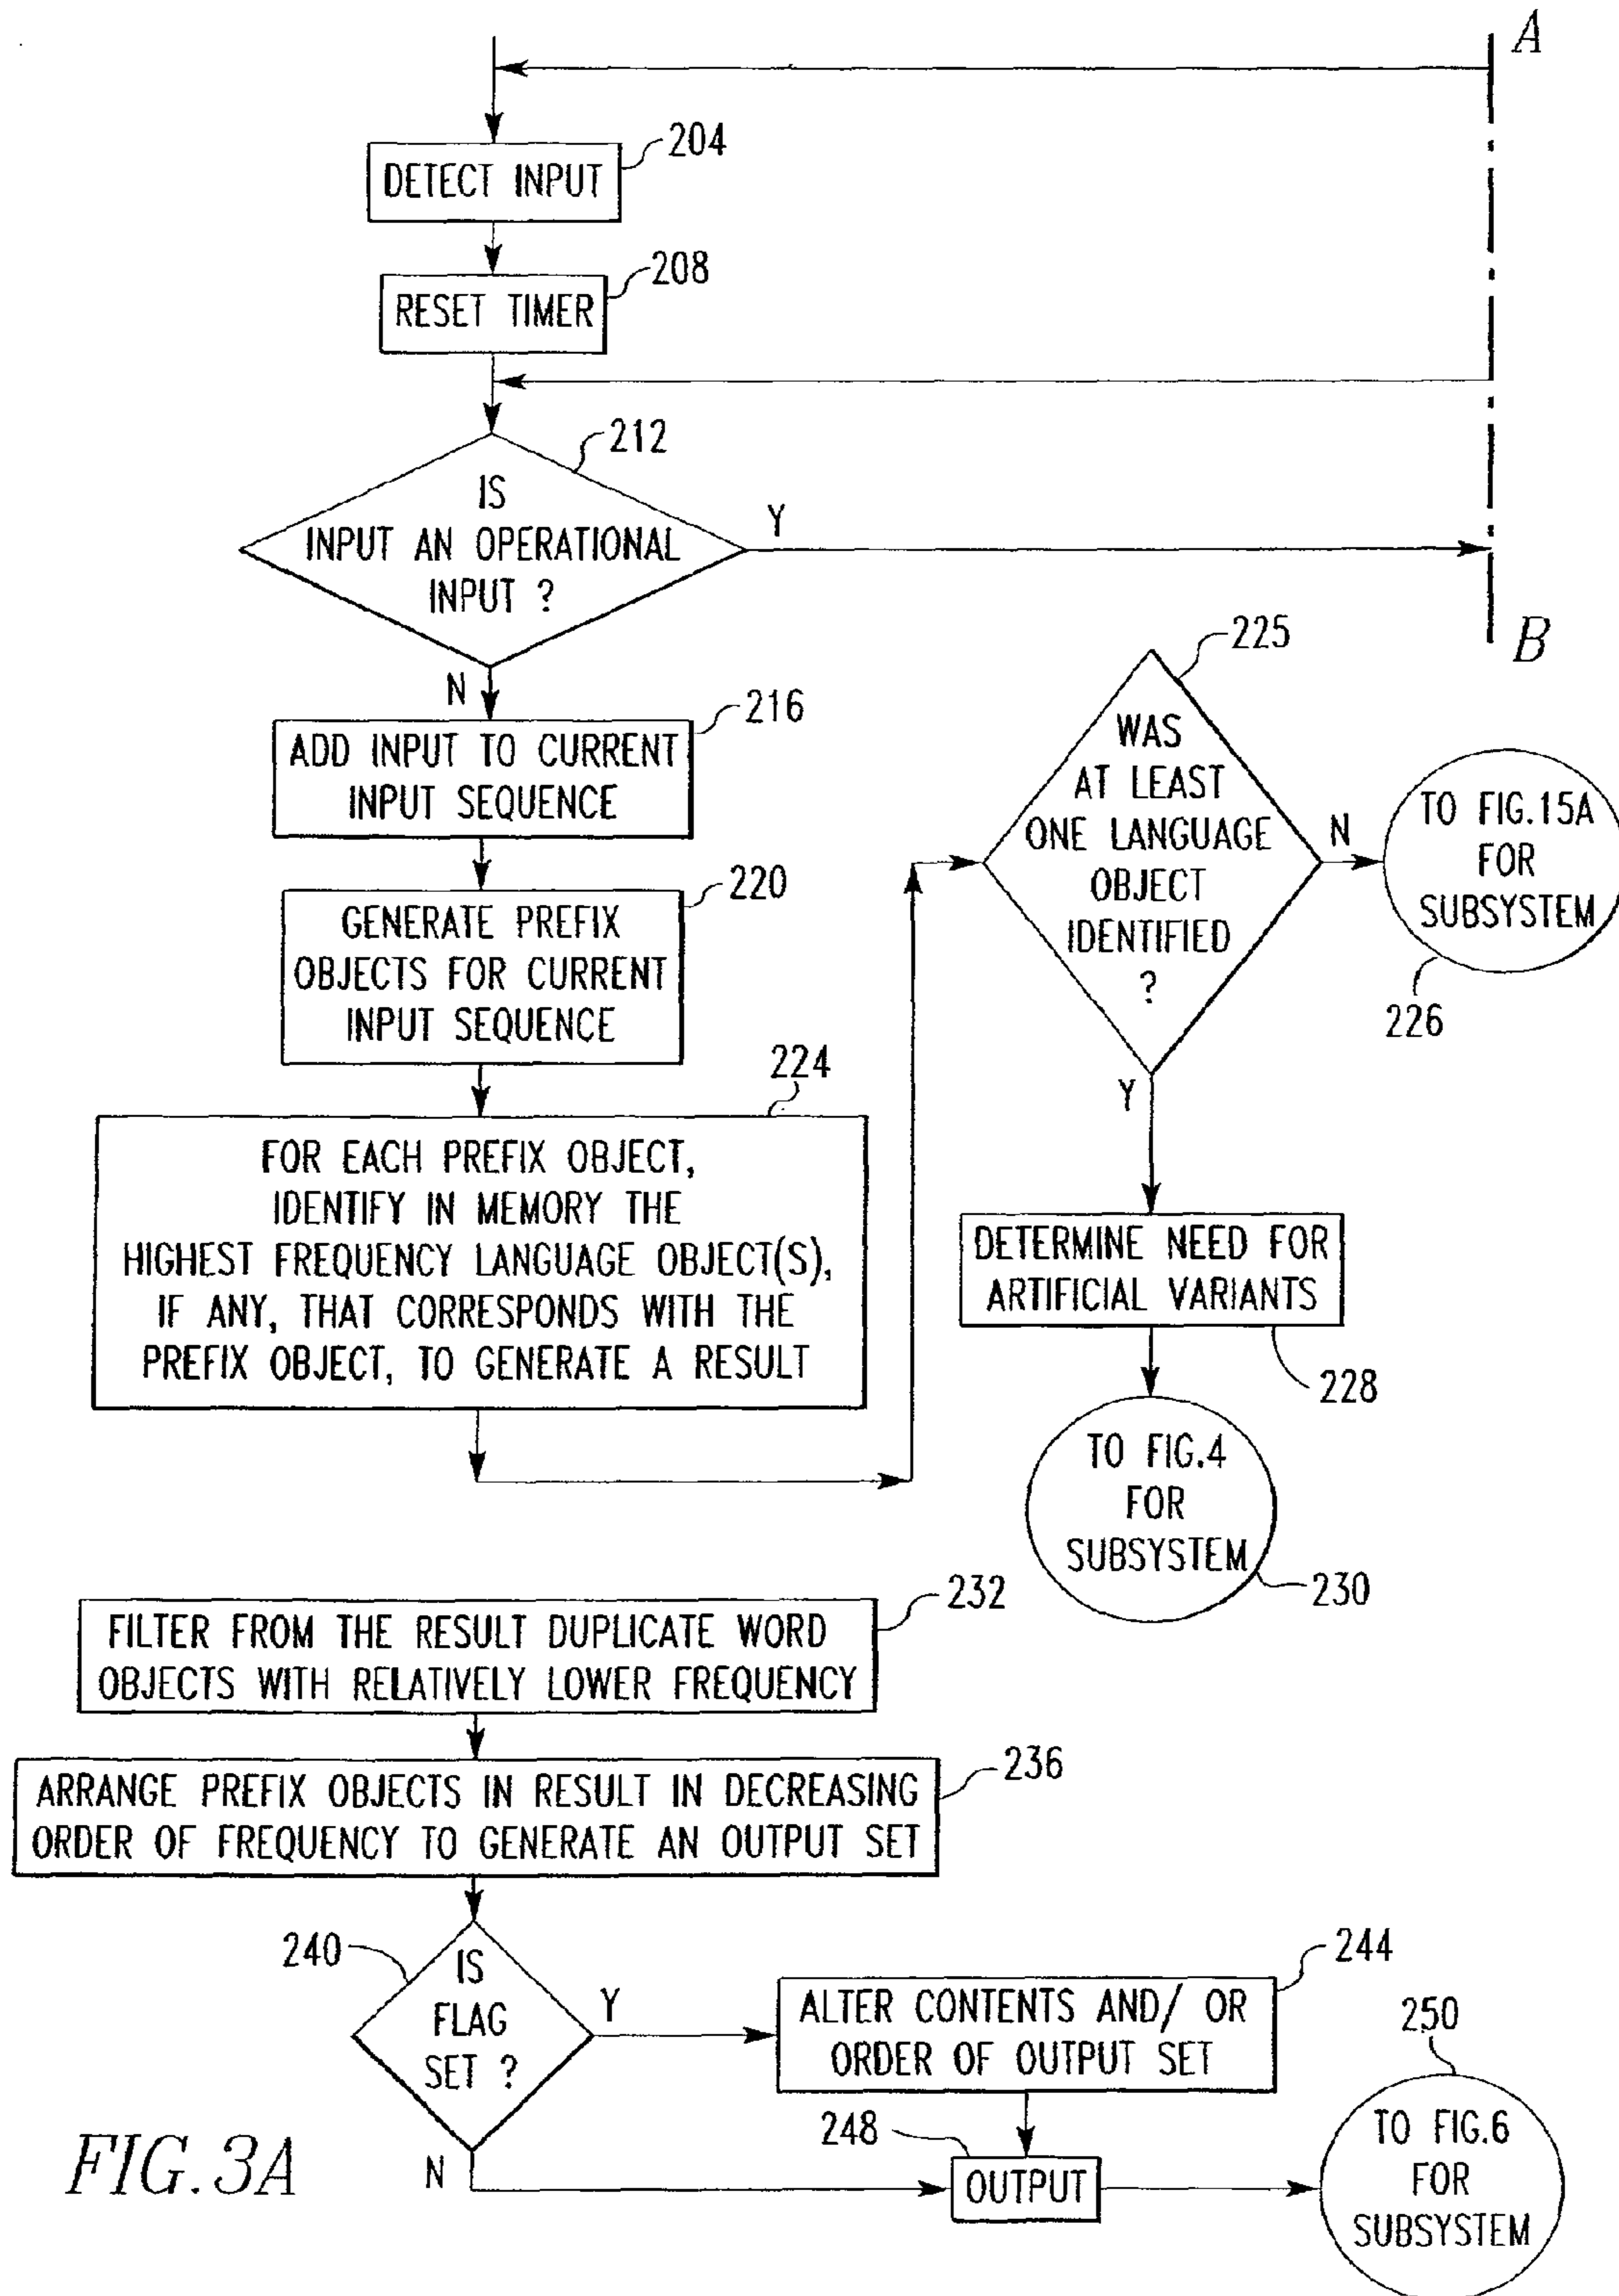 A
204
DETECT INPUT
208
RESET TIMER
212
IS
INPUT AN OPERATIONAL
INPUT ?
Y
B
N
216
ADD INPUT TO CURRENT
INPUT SEQUENCE
220
GENERATE PREFIX
OBJECTS FOR CURRENT
INPUT SEQUENCE
224
FOR EACH PREFIX OBJECT,
IDENTIFY IN MEMORY THE
HIGHEST FREQUENCY LANGUAGE OBJECT(S),
IF ANY, THAT CORRESPONDS WITH THE
PREFIX OBJECT, TO GENERATE A RESULT
225
WAS
AT LEAST
ONE LANGUAGE
OBJECT
IDENTIFIED
?
N
TO FIG.15A
FOR
SUBSYSTEM
226
Y
DETERMINE NEED FOR
ARTIFICIAL VARIANTS
228
TO FIG.4
FOR
SUBSYSTEM
230
232
FILTER FROM THE RESULT DUPLICATE WORD
OBJECTS WITH RELATIVELY LOWER FREQUENCY
236
ARRANGE PREFIX OBJECTS IN RESULT IN DECREASING
ORDER OF FREQUENCY TO GENERATE AN OUTPUT SET
240
IS
FLAG
SET ?
Y
244
ALTER CONTENTS AND/ OR
ORDER OF OUTPUT SET
N
248
OUTPUT
250
TO FIG.6
FOR
SUBSYSTEM
FIG. 3A